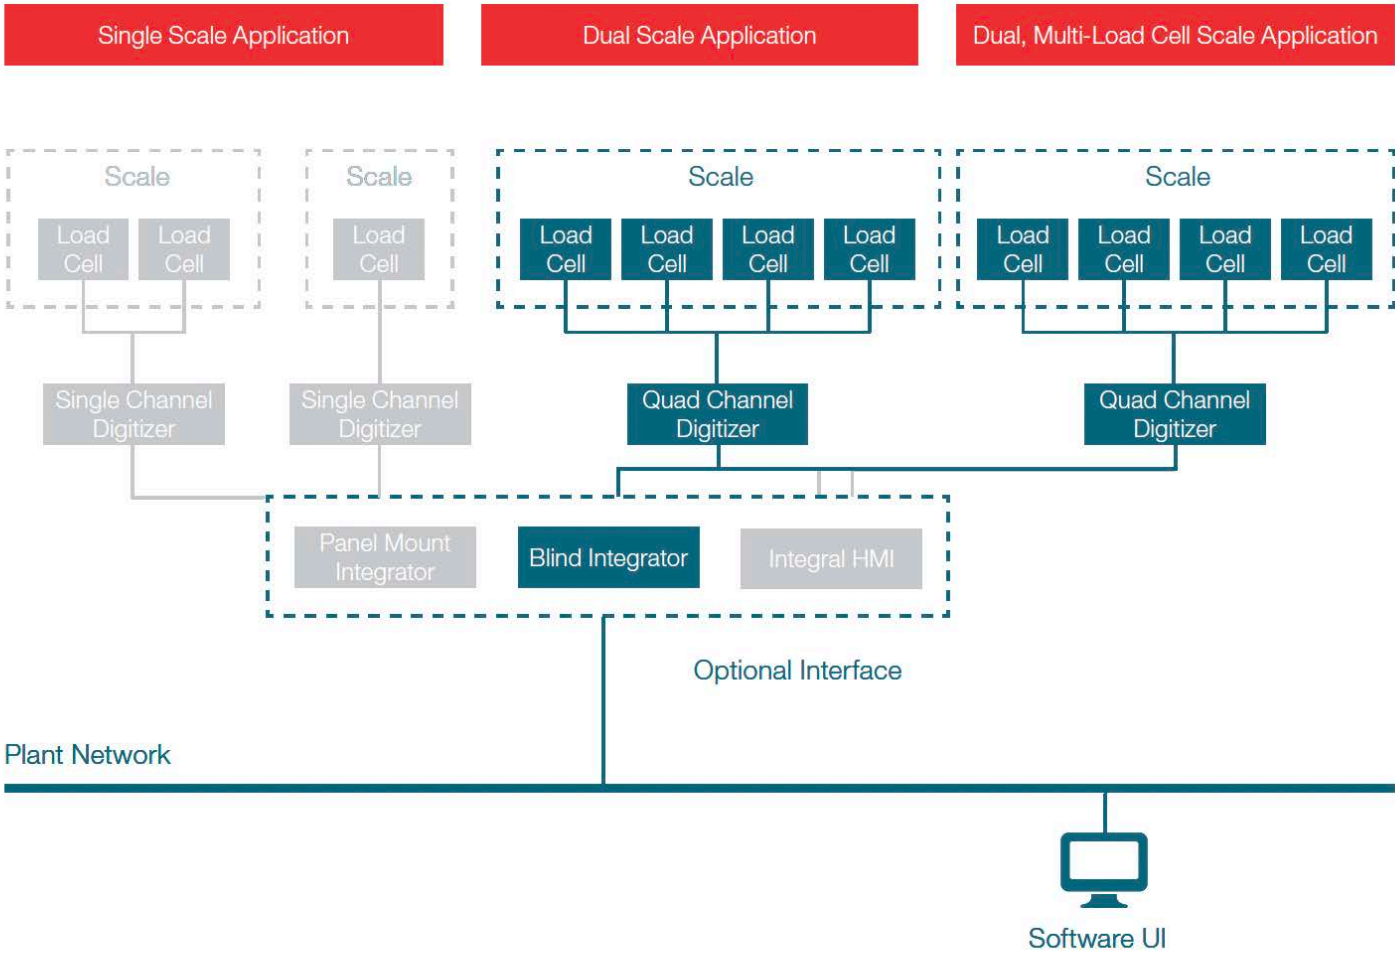 Single Scale Application
Dual Scale Application
Dual, Multi-Load Cell Scale Application
Scale
Scale
Scale
Scale
Load
Cell
Load
Cell
Load
Cell
Load
Cell
Load
Cell
Load
Cell
Load
Cell
Load
Cell
Load
Cell
Load
Cell
Load
Cell
Single Channel
Digitizer
Single Channel
Digitizer
Quad Channel
Digitizer
Quad Channel
Digitizer
Panel Mount
Integrator
Blind Integrator
Integral HMI
Optional Interface
Plant Network
Software UI